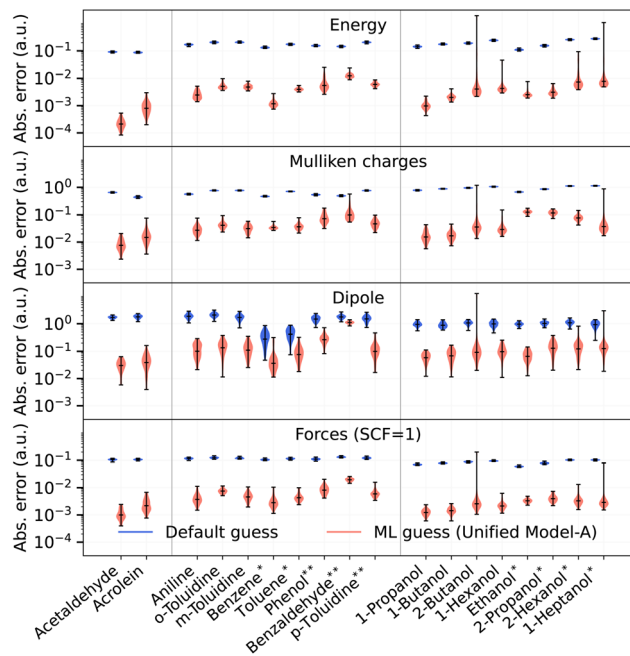 Energy
Abs. error (a.u.)
10⁻¹
10⁻²
10⁻³
10⁻⁴
Mulliken charges
Abs. error (a.u.)
10⁰
10⁻¹
10⁻²
10⁻³
Dipole
Abs. error (a.u.)
10⁰
10⁻¹
10⁻²
10⁻³
Forces (SCF=1)
Abs. error (a.u.)
10⁻¹
10⁻²
10⁻³
10⁻⁴
Default guess
ML guess (Unified Model-A)
Acetaldehyde
Acrolein
Aniline
o-Toluidine
m-Toluidine
Benzene*
Toluene*
Phenol**
Benzaldehyde**
p-Toluidine**
1-Propanol
1-Butanol
2-Butanol
1-Hexanol
Ethanol*
2-Propanol*
2-Hexanol*
1-Heptanol*